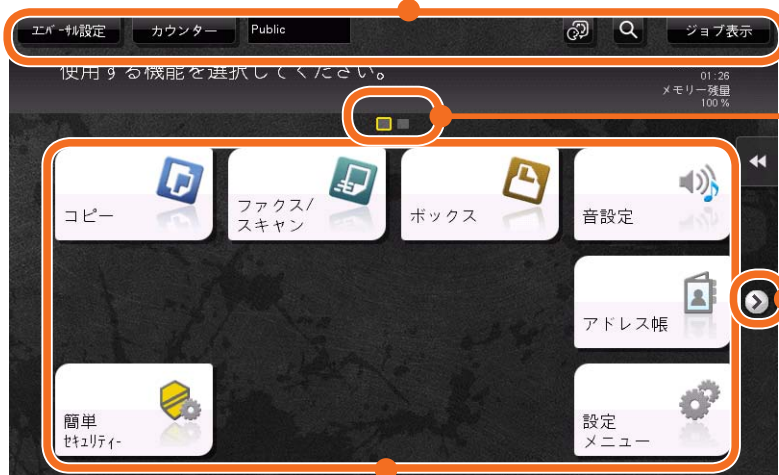 ﾕﾆﾊﾞｰｻﾙ設定
カウンター
Public
ジョブ表示
使用する機能を選択してください。
01:26
メモリー残量
100 %
コピー
ファクス/
スキャン
ボックス
音設定
アドレス帳
簡単
ｾｷｭﾘﾃｨｰ
設定
メニュー